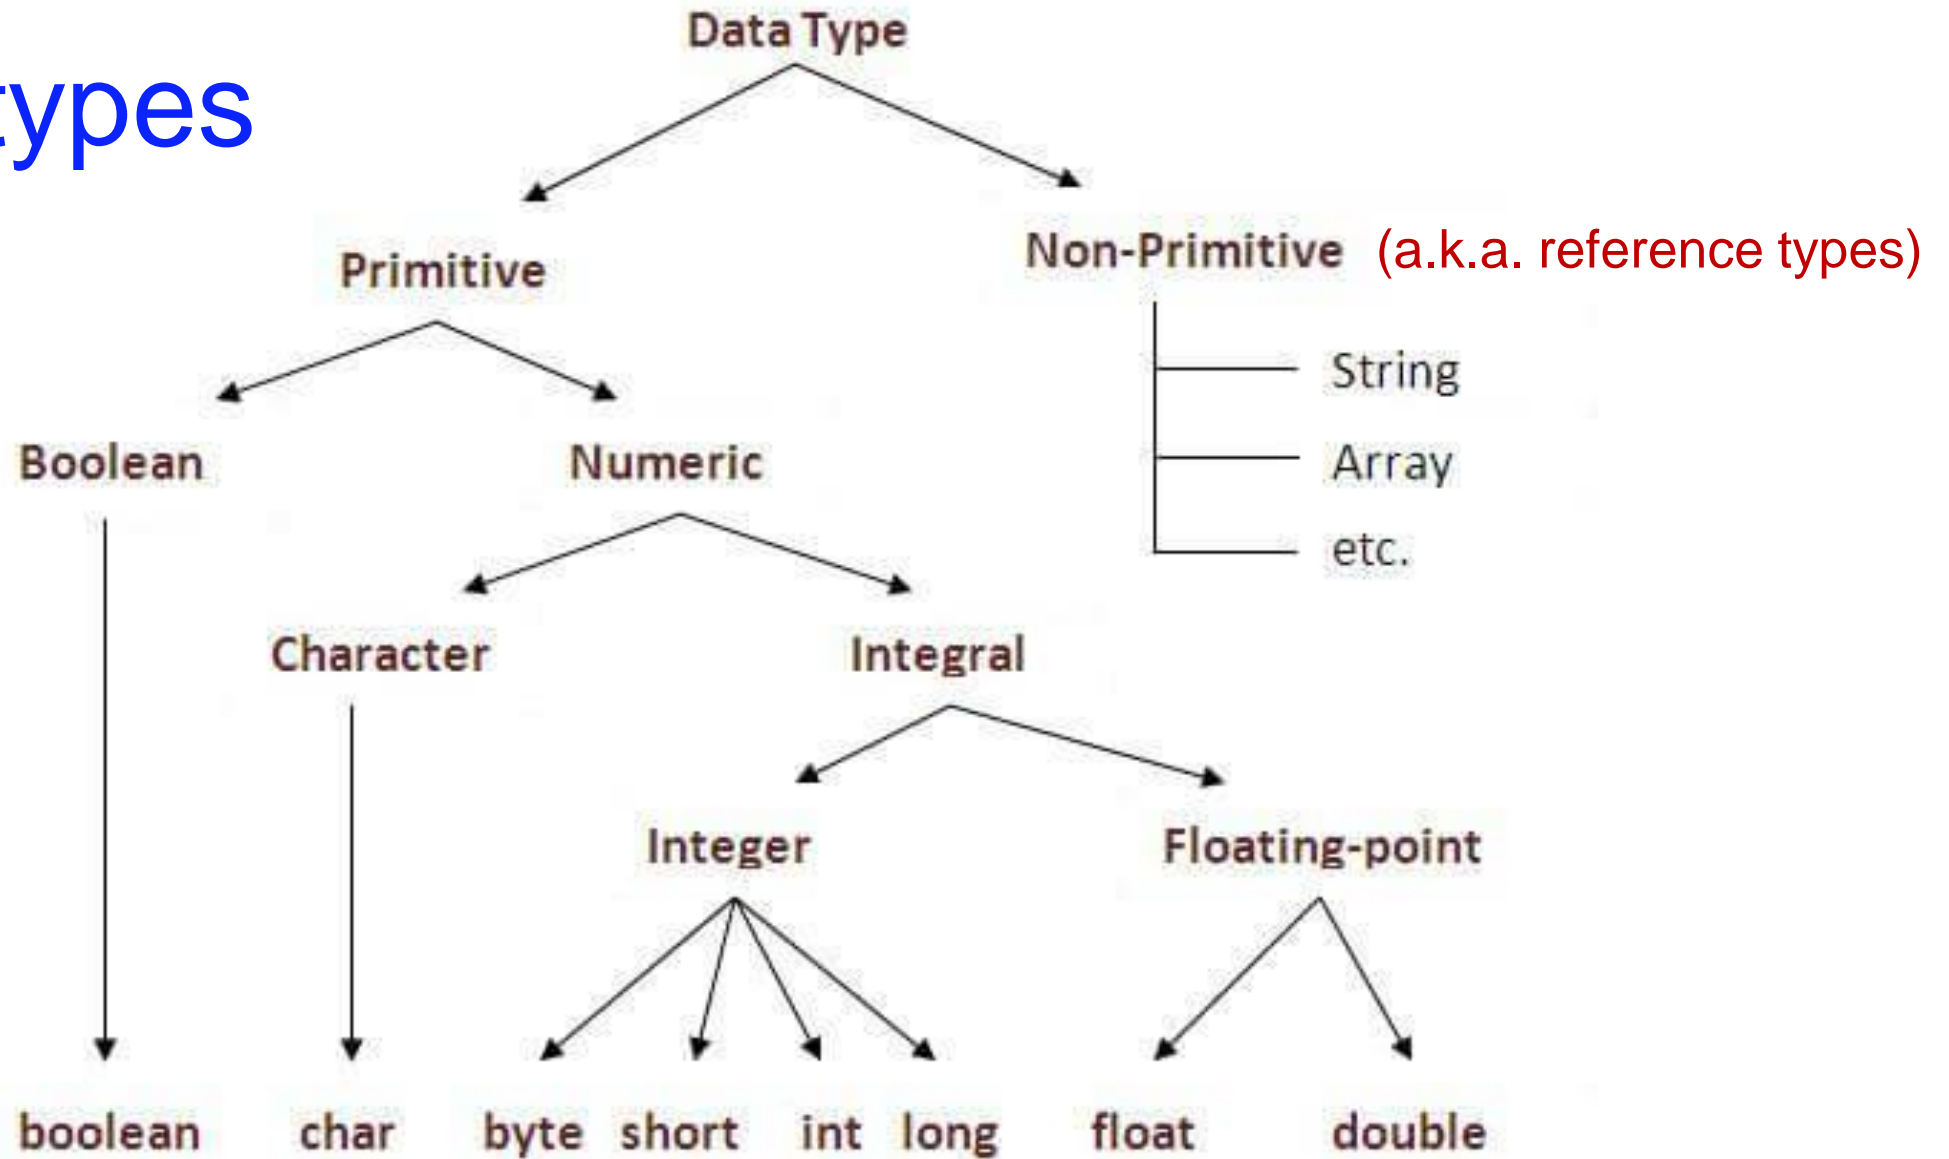 Data Type
types
Primitive
Non-Primitive (a.k.a. reference types)
String
Boolean
Numeric
Array
etc.
Character
Integral
Integer
Floating-point
boolean char byte short int long float double